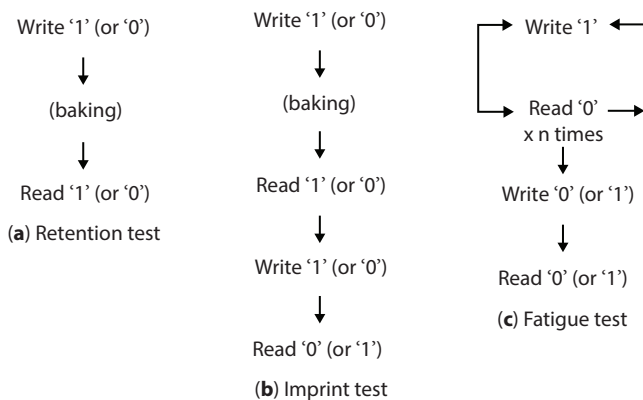 Write ‘1’ (or ‘0’)
(baking)
Read ‘1’ (or ‘0’)
(a) Retention test
Write ‘1’ (or ‘0’)
(baking)
Read ‘1’ (or ‘0’)
Write ‘1’ (or ‘0’)
Read ‘0’ (or ‘1’)
(b) Imprint test
Write ‘1’
Read ‘0’
x n times
Write ‘0’ (or ‘1’)
Read ‘0’ (or ‘1’)
(c) Fatigue test